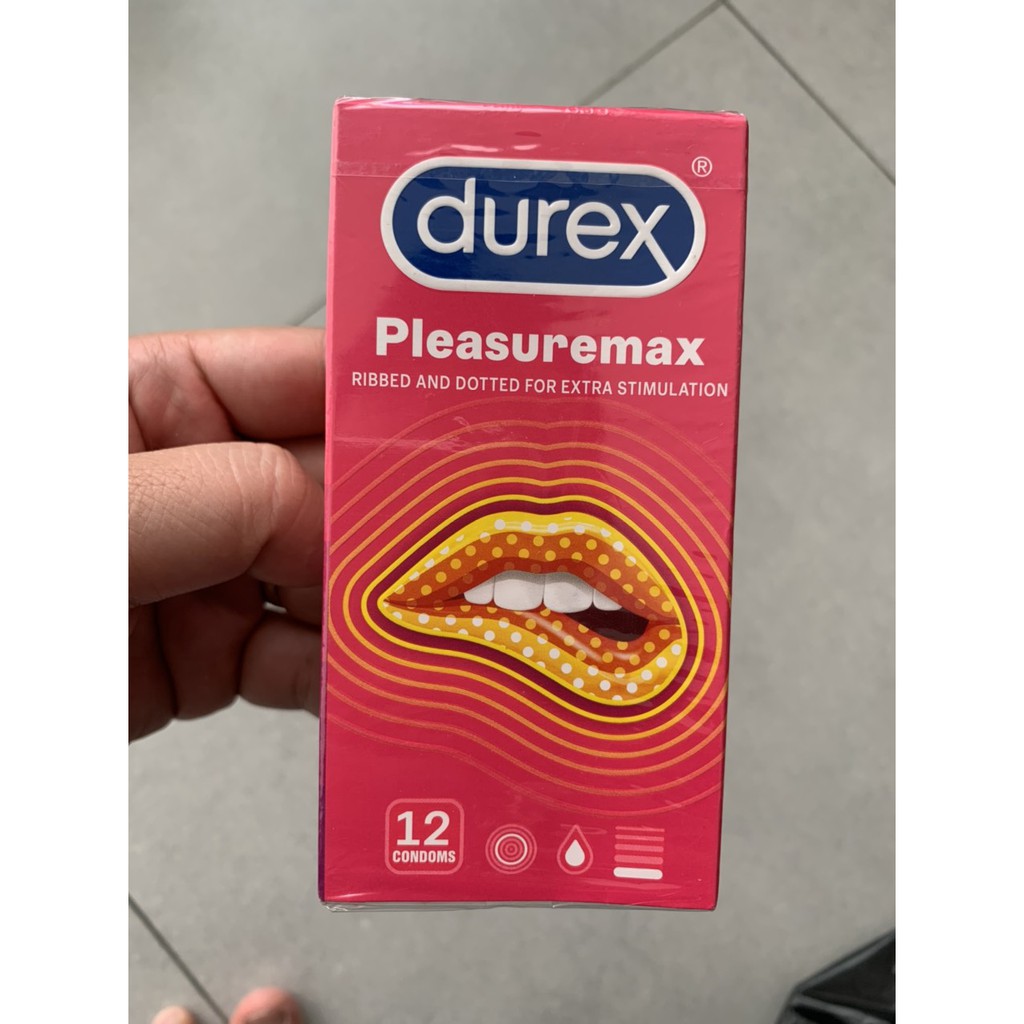 durex ®
Pleasuremax
RIBBED AND DOTTED FOR EXTRA STIMULATION
12
CONDOMS